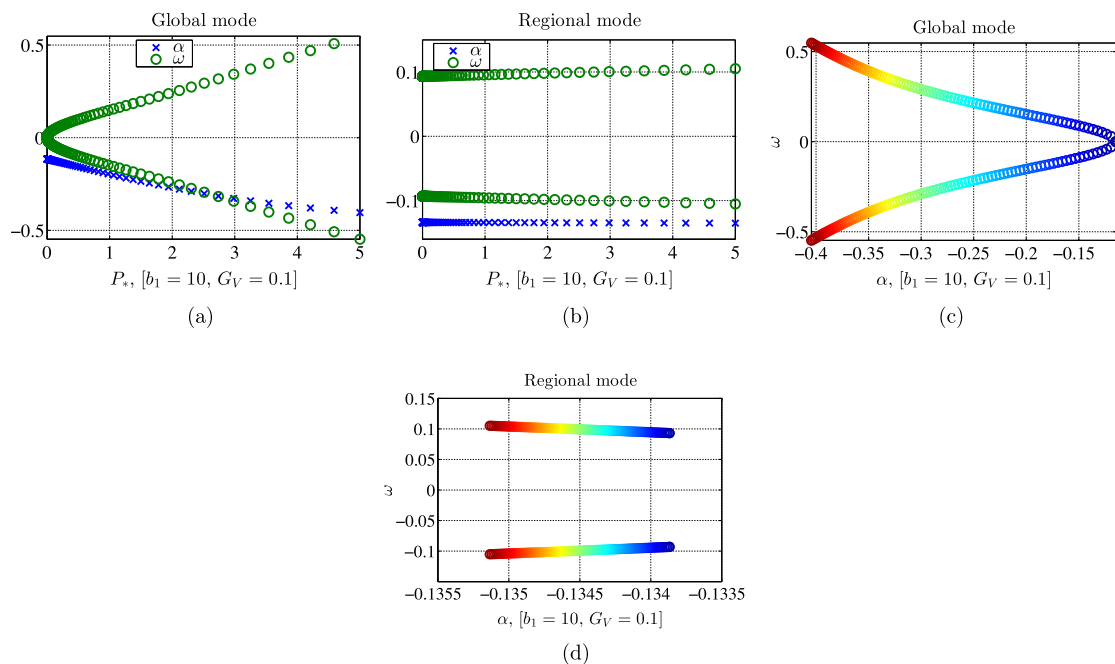 Global mode
0.5
0
−0.5
α
ω
0 1 2 3 4 5
P*, [b1 = 10, GV = 0.1]
(a)
Regional mode
0.1
0
−0.1
α
ω
0 1 2 3 4 5
P*, [b1 = 10, GV = 0.1]
(b)
Global mode
0.5
0
−0.5
ω
−0.4 −0.35 −0.3 −0.25 −0.2 −0.15
α, [b1 = 10, GV = 0.1]
(c)
Regional mode
0.15
0.1
0.05
0
−0.05
−0.1
ω
−0.1355 −0.135 −0.1345 −0.134 −0.1335
α, [b1 = 10, GV = 0.1]
(d)